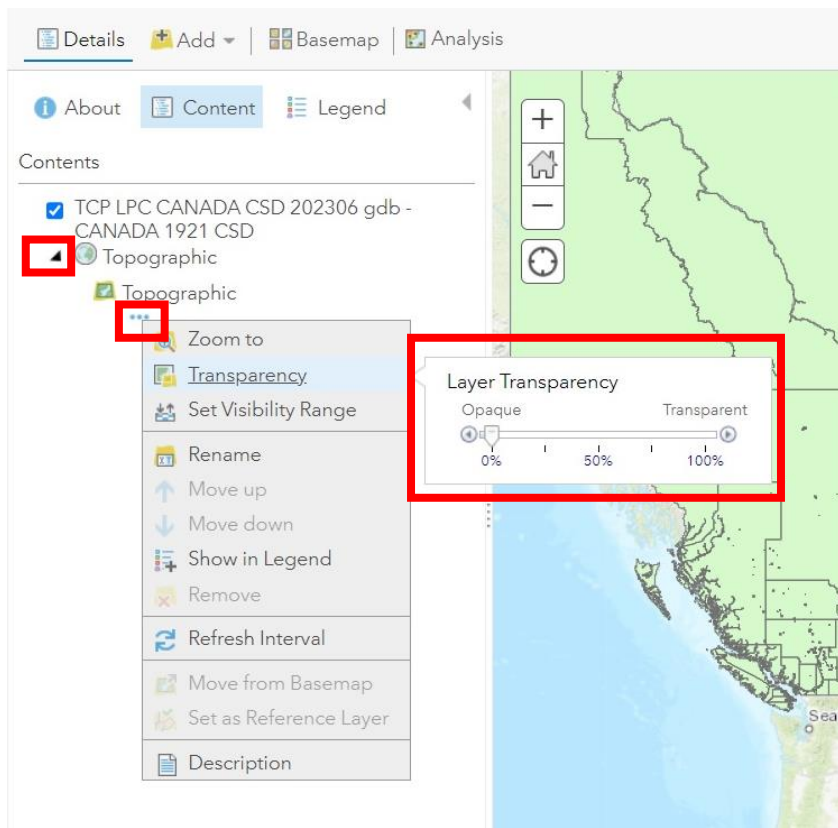 Details Add Basemap Analysis
About Content Legend
Contents
TCP LPC CANADA CSD 202306 gdb -
CANADA 1921 CSD
Topographic
Topographic
Zoom to
Transparency
Set Visibility Range
Rename
Move up
Move down
Show in Legend
Remove
Refresh Interval
Move from Basemap
Set as Reference Layer
Description
Layer Transparency
Opaque Transparent
0% 50% 100%
Sea